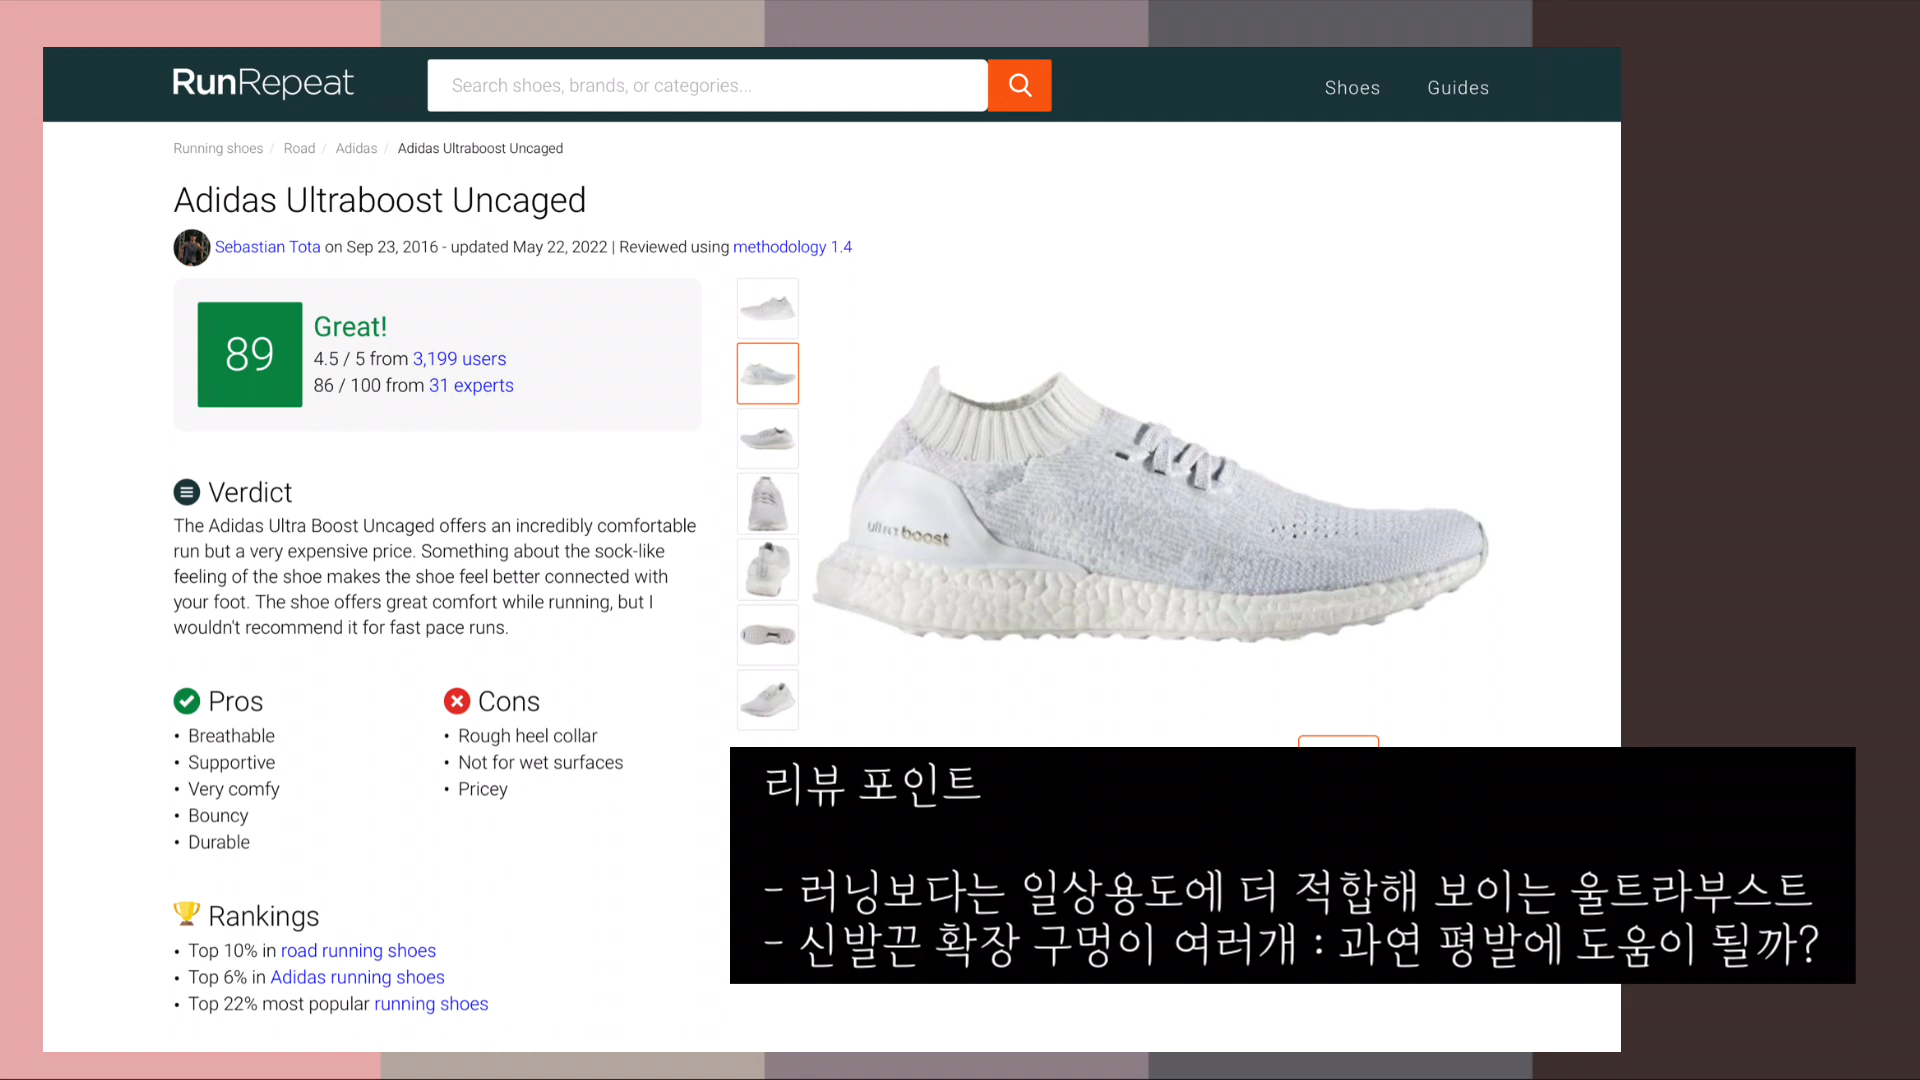 RunRepeat
Search shoes, brands, or categories...
Shoes
Guides
Running shoes / Road / Adidas / Adidas Ultraboost Uncaged
Adidas Ultraboost Uncaged
Sebastian Tota on Sep 23, 2016 - updated May 22, 2022 | Reviewed using methodology 1.4
89
Great!
4.5 / 5 from 3,199 users
86 / 100 from 31 experts
ultraboost
Verdict
The Adidas Ultra Boost Uncaged offers an incredibly comfortable
run but a very expensive price. Something about the sock-like
feeling of the shoe makes the shoe feel better connected with
your foot. The shoe offers great comfort while running, but I
wouldn't recommend it for fast pace runs.
Pros
• Breathable
• Supportive
• Very comfy
• Bouncy
• Durable
Cons
• Rough heel collar
• Not for wet surfaces
• Pricey
Rankings
• Top 10% in road running shoes
• Top 6% in Adidas running shoes
• Top 22% most popular running shoes
리뷰 포인트
- 러닝보다는 일상용도에 더 적합해 보이는 울트라부스트
- 신발끈 확장 구멍이 여러개 : 과연 평발에 도움이 될까?